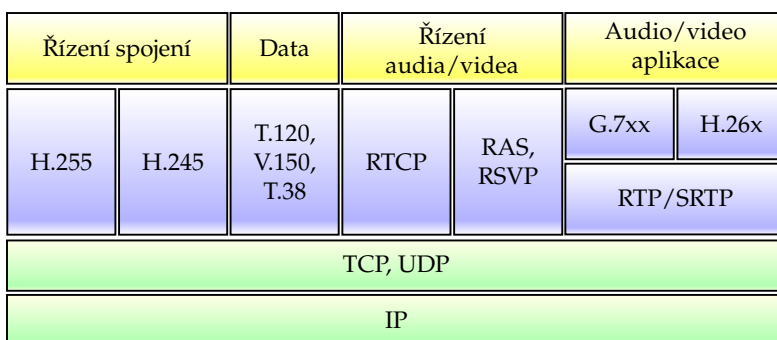 Řízení spojení
Data
Řízení
audia/videa
Audio/video
aplikace
H.255
H.245
T.120,
V.150,
T.38
RTCP
RAS,
RSVP
G.7xx
H.26x
RTP/SRTP
TCP, UDP
IP